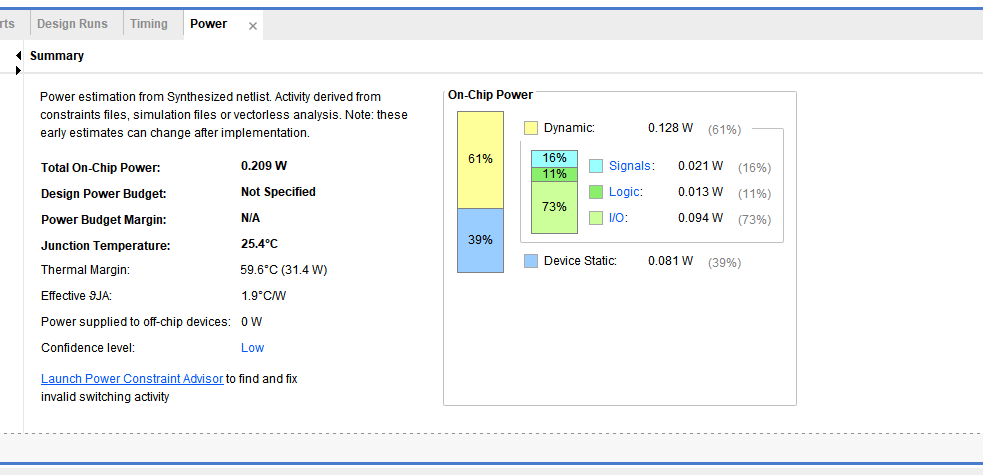 rts Design Runs Timing Power ×
Summary
Power estimation from Synthesized netlist. Activity derived from
constraints files, simulation files or vectorless analysis. Note: these
early estimates can change after implementation.
Total On-Chip Power: 0.209 W
Design Power Budget: Not Specified
Power Budget Margin: N/A
Junction Temperature: 25.4°C
Thermal Margin: 59.6°C (31.4 W)
Effective ϑJA: 1.9°C/W
Power supplied to off-chip devices: 0 W
Confidence level: Low
Launch Power Constraint Advisor to find and fix
invalid switching activity
On-Chip Power
61%
39%
Dynamic: 0.128 W (61%)
16%
11%
73%
Signals: 0.021 W (16%)
Logic: 0.013 W (11%)
I/O: 0.094 W (73%)
Device Static: 0.081 W (39%)